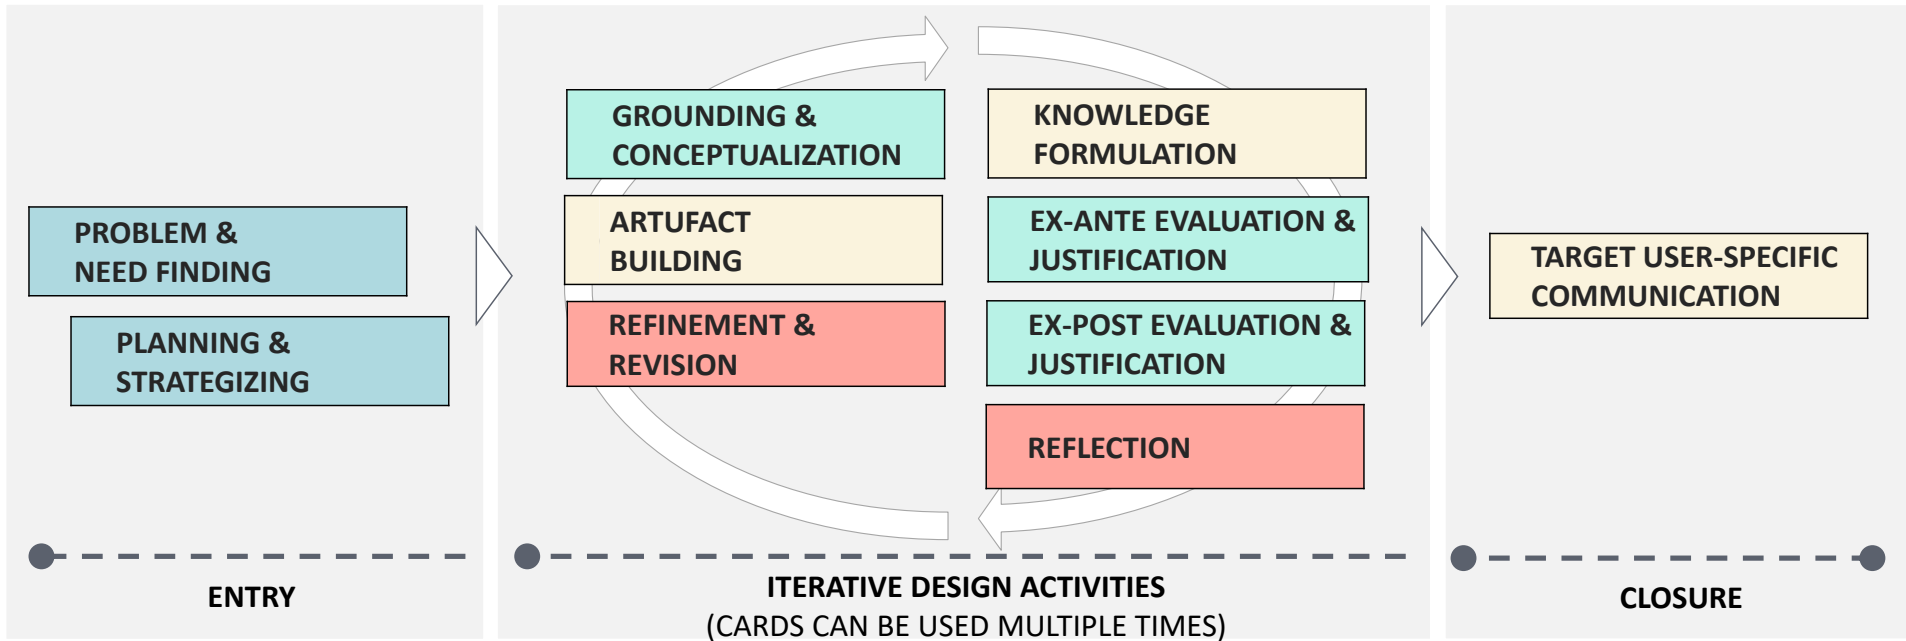 PROBLEM &
NEED FINDING
PLANNING &
STRATEGIZING
ENTRY
GROUNDING &
CONCEPTUALIZATION
ARTUFACT
BUILDING
REFINEMENT &
REVISION
KNOWLEDGE
FORMULATION
EX-ANTE EVALUATION &
JUSTIFICATION
EX-POST EVALUATION &
JUSTIFICATION
REFLECTION
ITERATIVE DESIGN ACTIVITIES
(CARDS CAN BE USED MULTIPLE TIMES)
TARGET USER-SPECIFIC
COMMUNICATION
CLOSURE